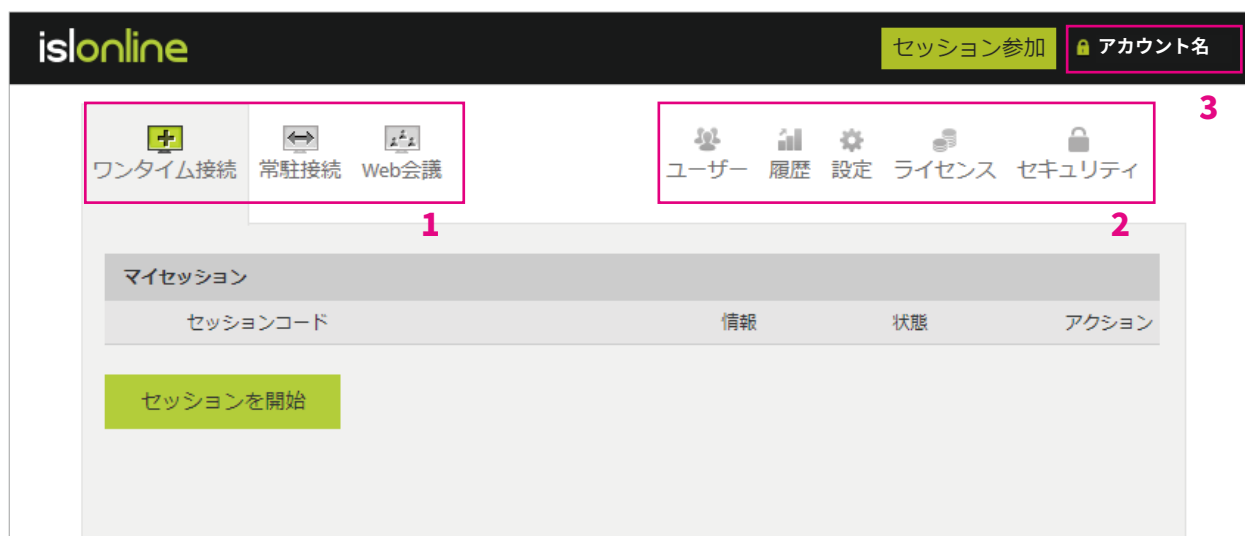 islonline
セッション参加
アカウント名
3
ワンタイム接続 常駐接続 Web会議
ユーザー 履歴 設定 ライセンス セキュリティ
1
2
マイセッション
セッションコード 情報 状態 アクション
セッションを開始